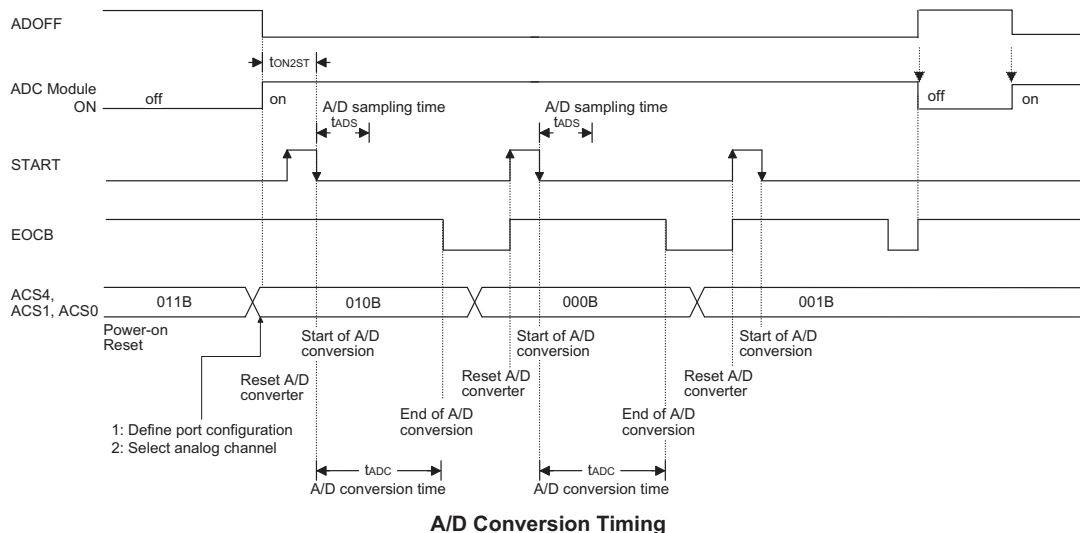 ADOFF
tON2ST
ADC Module
ON
off
on
off
on
A/D sampling time
tADS
A/D sampling time
tADS
START
EOCB
ACS4,
ACS1, ACS0
011B
010B
000B
001B
Power-on
Reset
Start of A/D
conversion
Start of A/D
conversion
Start of A/D
conversion
Reset A/D
converter
Reset A/D
converter
Reset A/D
converter
End of A/D
conversion
End of A/D
conversion
1: Define port configuration
2: Select analog channel
tADC
A/D conversion time
tADC
A/D conversion time
A/D Conversion Timing